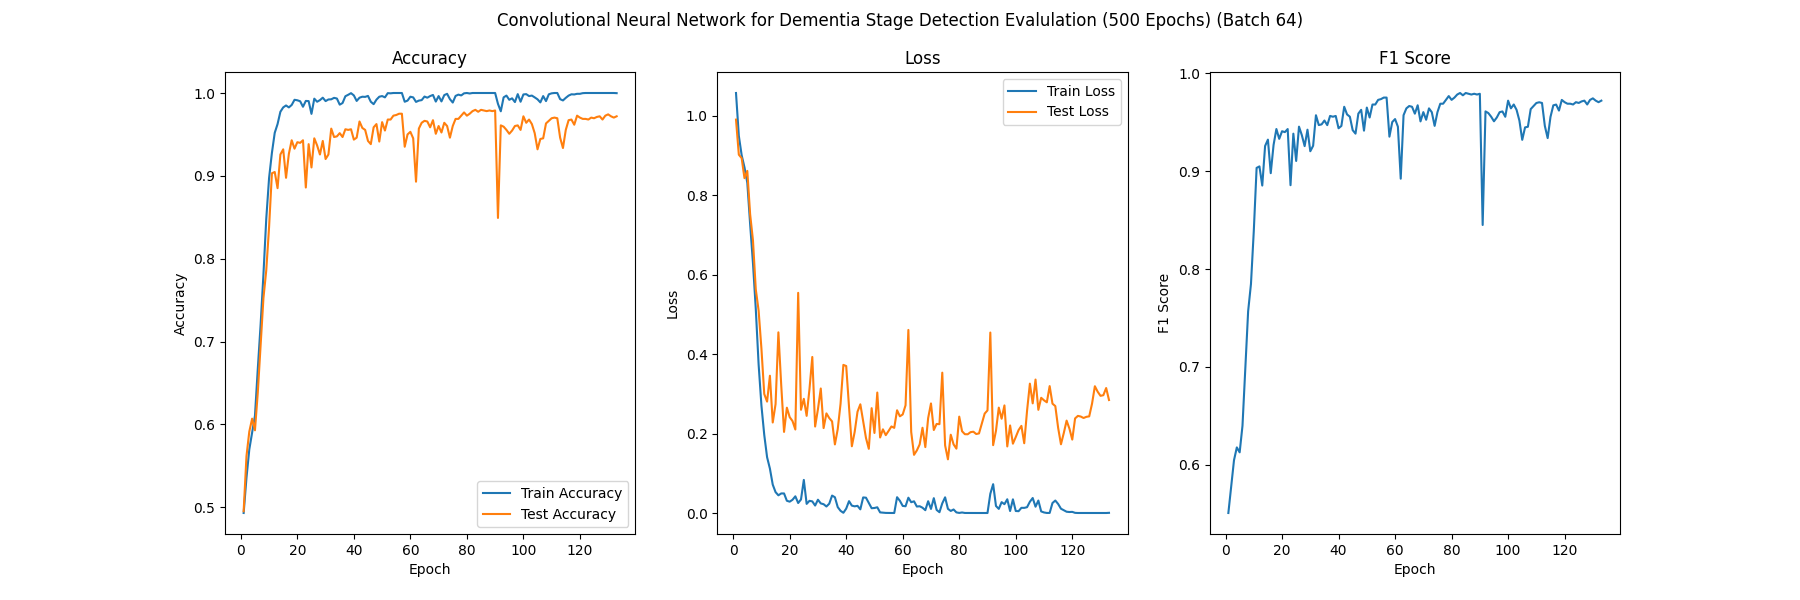 Convolutional Neural Network for Dementia Stage Detection Evalulation (500 Epochs) (Batch 64)
Accuracy
1.0
0.9
0.8
0.7
0.6
0.5
Accuracy
Train Accuracy
Test Accuracy
0
20
40
60
80
100
120
Epoch
Loss
1.0
0.8
0.6
0.4
0.2
0.0
Loss
Train Loss
Test Loss
0
20
40
60
80
100
120
Epoch
F1 Score
1.0
0.9
0.8
0.7
0.6
F1 Score
0
20
40
60
80
100
120
Epoch